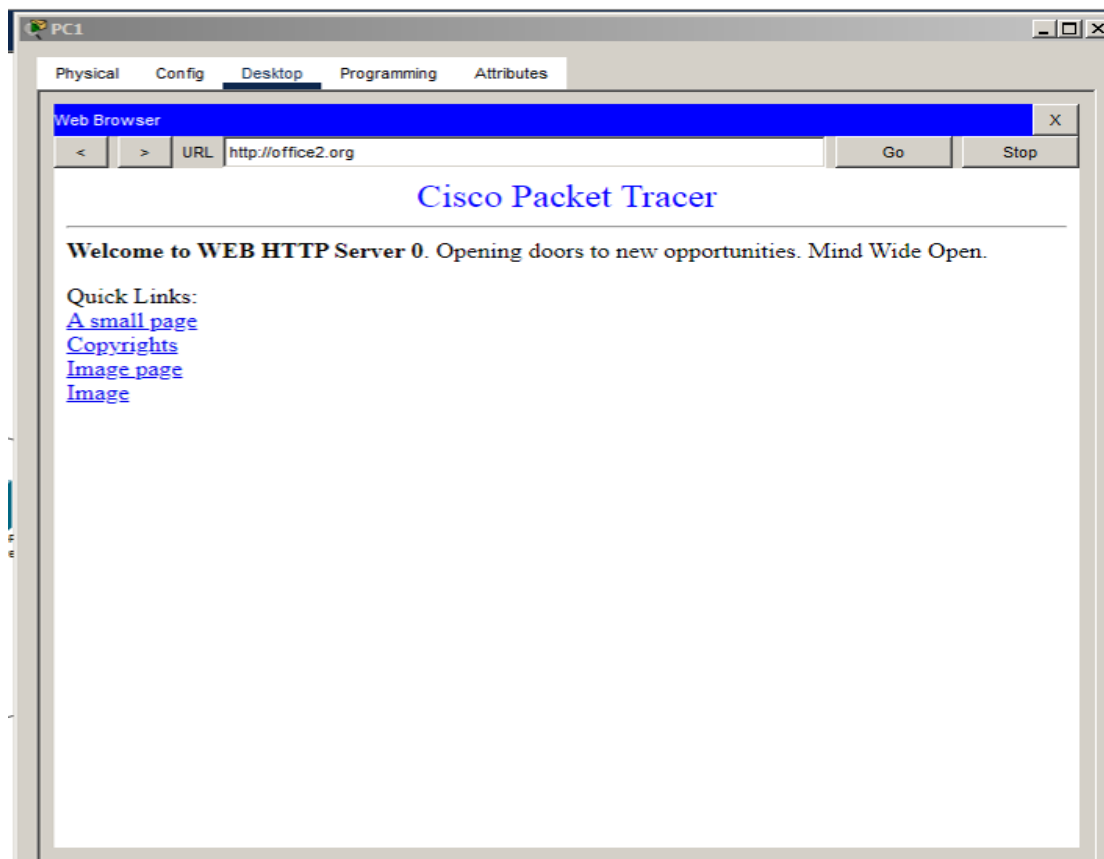 PC1
Physical Config Desktop Programming Attributes
Web Browser X
< > URL http://office2.org Go Stop
Cisco Packet Tracer
Welcome to WEB HTTP Server 0. Opening doors to new opportunities. Mind Wide Open.
Quick Links:
A small page
Copyrights
Image page
Image